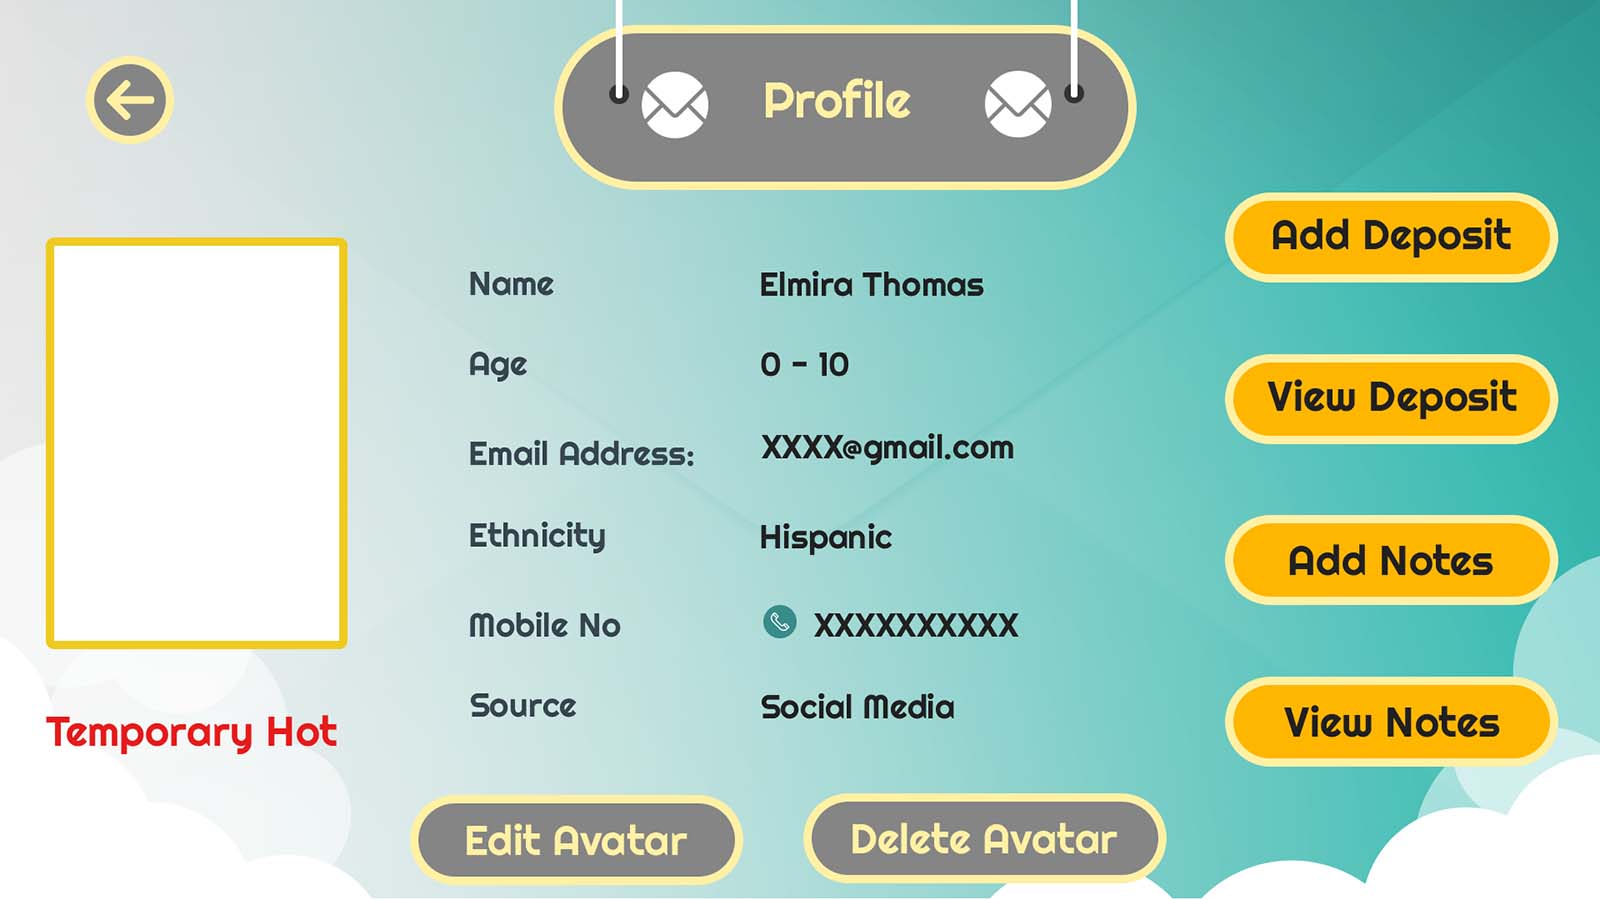 Profile
Add Deposit
Name Elmira Thomas
Age 0 - 10
View Deposit
Email Address: XXXX@gmail.com
Ethnicity Hispanic
Add Notes
Mobile No XXXXXXXXXX
Source Social Media
View Notes
Temporary Hot
Edit Avatar
Delete Avatar